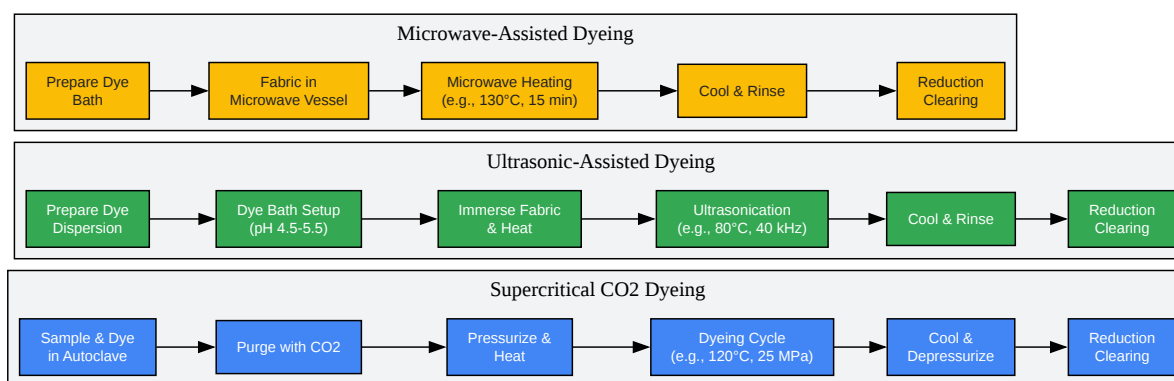 Microwave-Assisted Dyeing
Prepare Dye
Bath
Fabric in
Microwave Vessel
Microwave Heating
(e.g., 130°C, 15 min)
Cool & Rinse
Reduction
Clearing
Ultrasonic-Assisted Dyeing
Prepare Dye
Dispersion
Dye Bath Setup
(pH 4.5-5.5)
Immerse Fabric
& Heat
Ultrasonication
(e.g., 80°C, 40 kHz)
Cool & Rinse
Reduction
Clearing
Supercritical CO2 Dyeing
Sample & Dye
in Autoclave
Purge with CO2
Pressurize &
Heat
Dyeing Cycle
(e.g., 120°C, 25 MPa)
Cool &
Depressurize
Reduction
Clearing